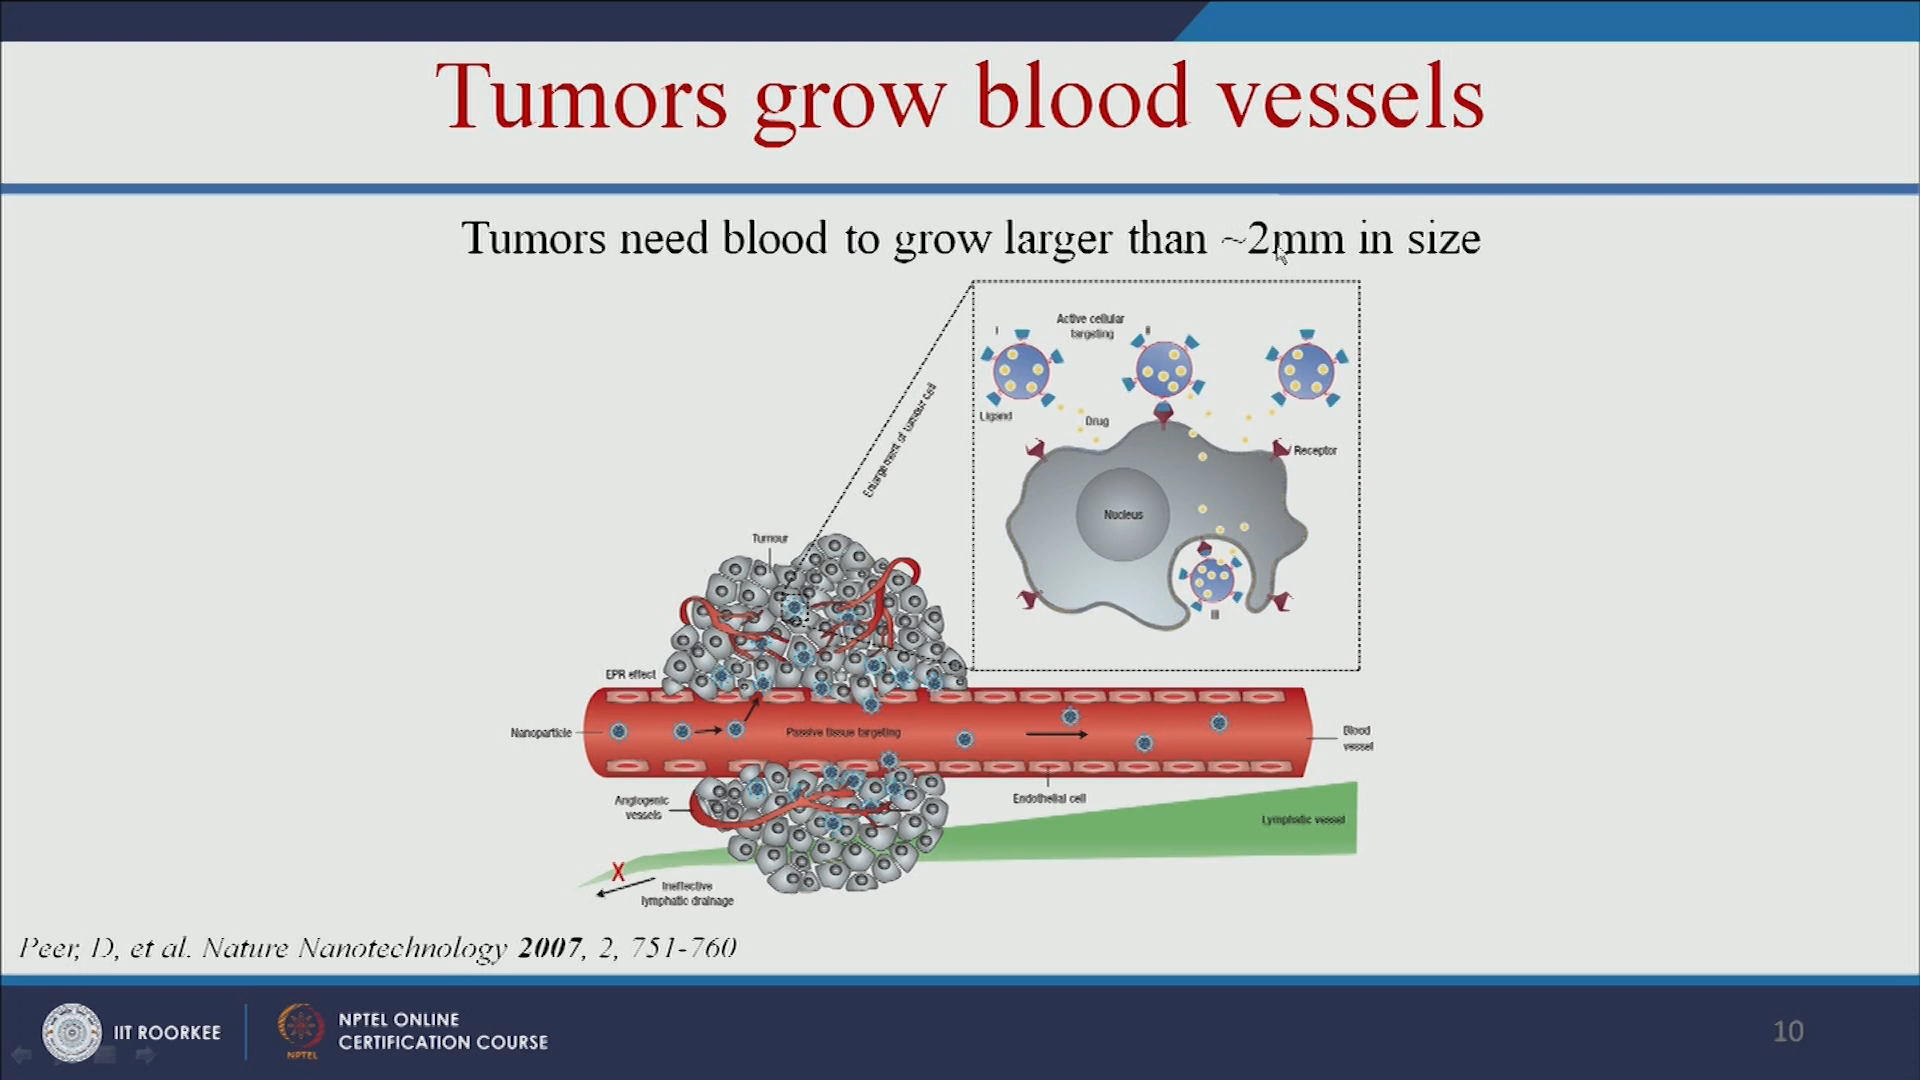 Tumors grow blood vessels
Tumors need blood to grow larger than ~2mm in size
I
Active cellular
targeting
II
Ligand
Drug
Receptor
Enlargement of tumour cell
Nucleus
III
Tumour
EPR effect
Nanoparticle
Passive tissue targeting
Blood
vessel
Angiogenic
vessels
Endothelial cell
Lymphatic vessel
X
Ineffective
lymphatic drainage
Peer, D, et al. Nature Nanotechnology 2007, 2, 751-760
IIT ROORKEE
NPTEL
NPTEL ONLINE
CERTIFICATION COURSE
10